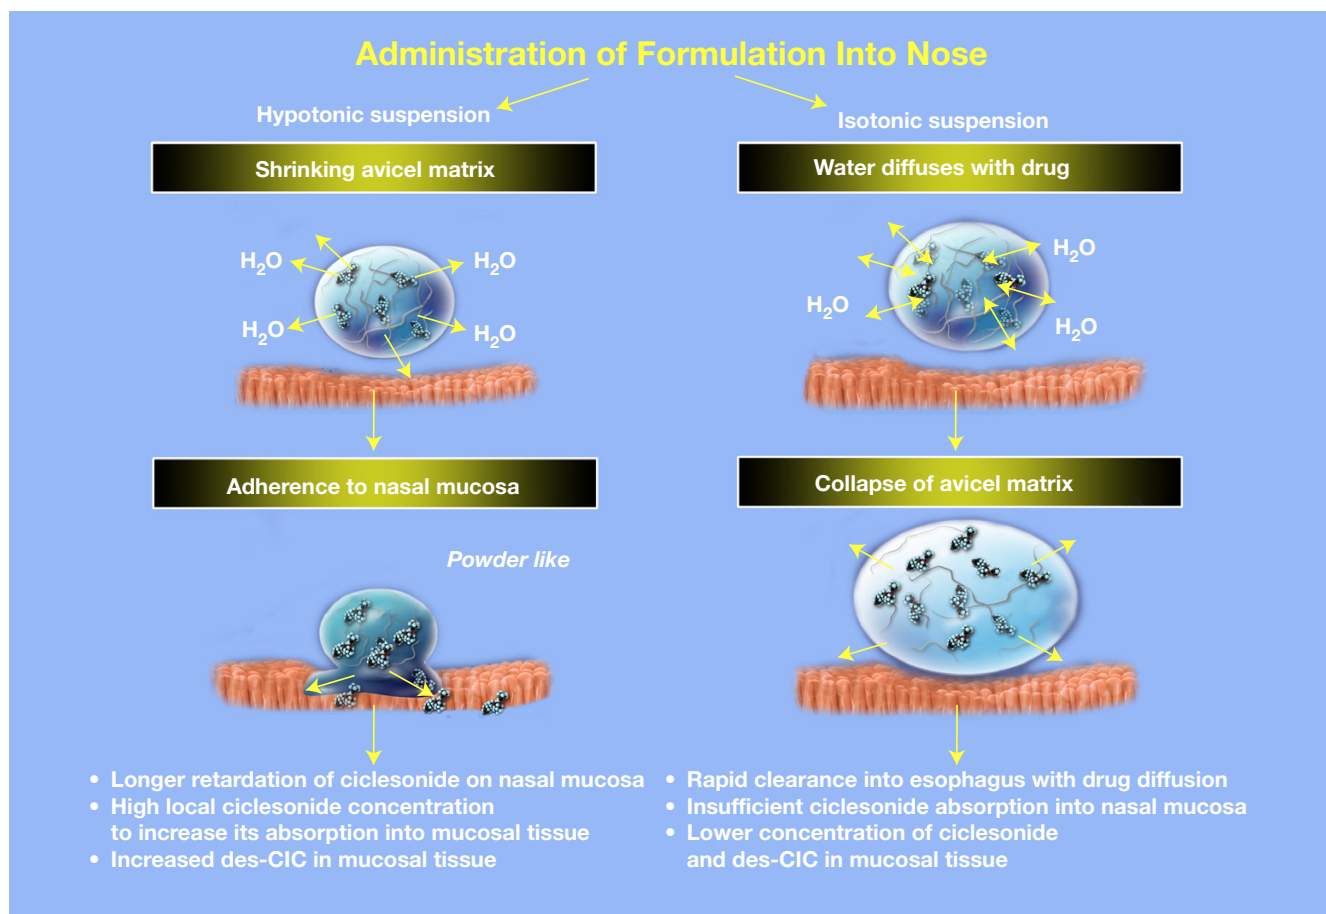 Administration of Formulation Into Nose
Hypotonic suspension
Shrinking avicel matrix
H₂O
H₂O
H₂O
H₂O
Adherence to nasal mucosa
Powder like
• Longer retardation of ciclesonide on nasal mucosa
• High local ciclesonide concentration
to increase its absorption into mucosal tissue
• Increased des-CIC in mucosal tissue
Isotonic suspension
Water diffuses with drug
H₂O
H₂O
H₂O
Collapse of avicel matrix
• Rapid clearance into esophagus with drug diffusion
• Insufficient ciclesonide absorption into nasal mucosa
• Lower concentration of ciclesonide
and des-CIC in mucosal tissue